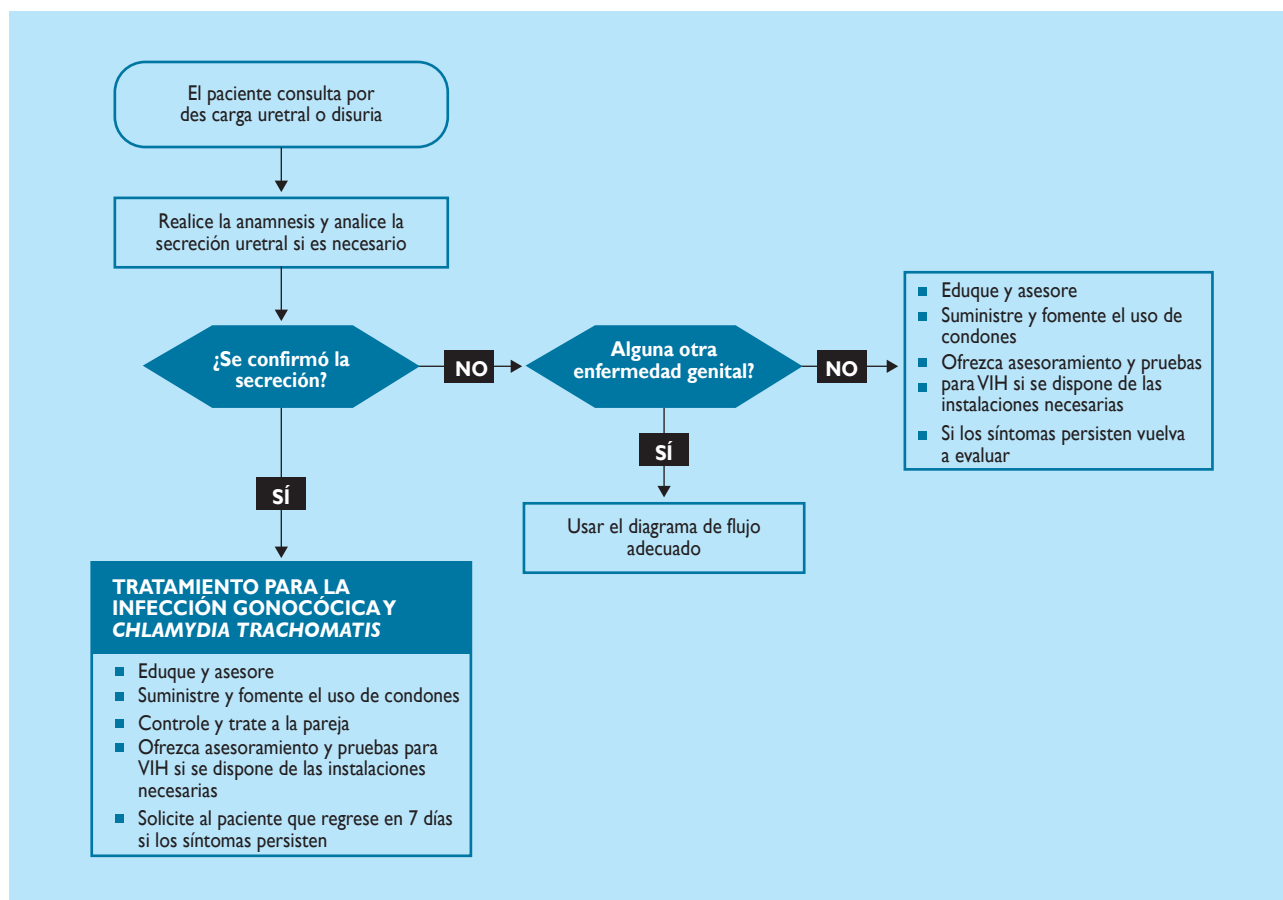 El paciente consulta por
des carga uretral o disuria
Realice la anamnesis y analice la
secreción uretral si es necesario
¿Se confirmó la
secreción?
NO
Alguna otra
enfermedad genital?
NO
Eduque y asesore
Suministre y fomente el uso de
condones
Ofrezca asesoramiento y pruebas
para VIH si se dispone de las
instalaciones necesarias
Si los síntomas persisten vuelva
a evaluar
SÍ
Usar el diagrama de flujo
adecuado
SÍ
TRATAMIENTO PARA LA
INFECCIÓN GONOCÓCICA Y
CHLAMYDIA TRACHOMATIS
Eduque y asesore
Suministre y fomente el uso de condones
Controle y trate a la pareja
Ofrezca asesoramiento y pruebas para
VIH si se dispone de las instalaciones
necesarias
Solicite al paciente que regrese en 7 días
si los síntomas persisten